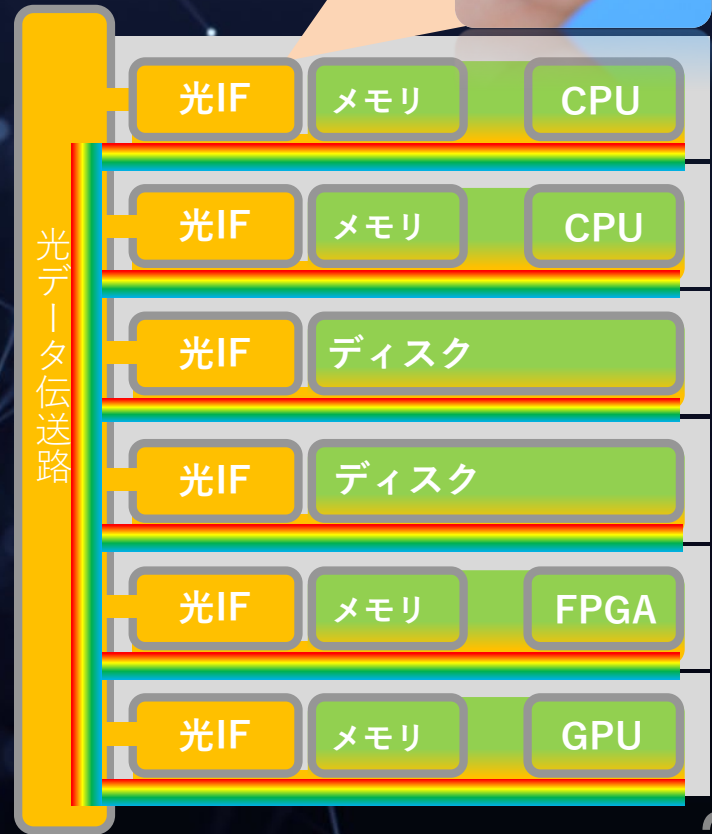 光データ伝送路
光IF メモリ CPU
光IF メモリ CPU
光IF ディスク
光IF ディスク
光IF メモリ FPGA
光IF メモリ GPU